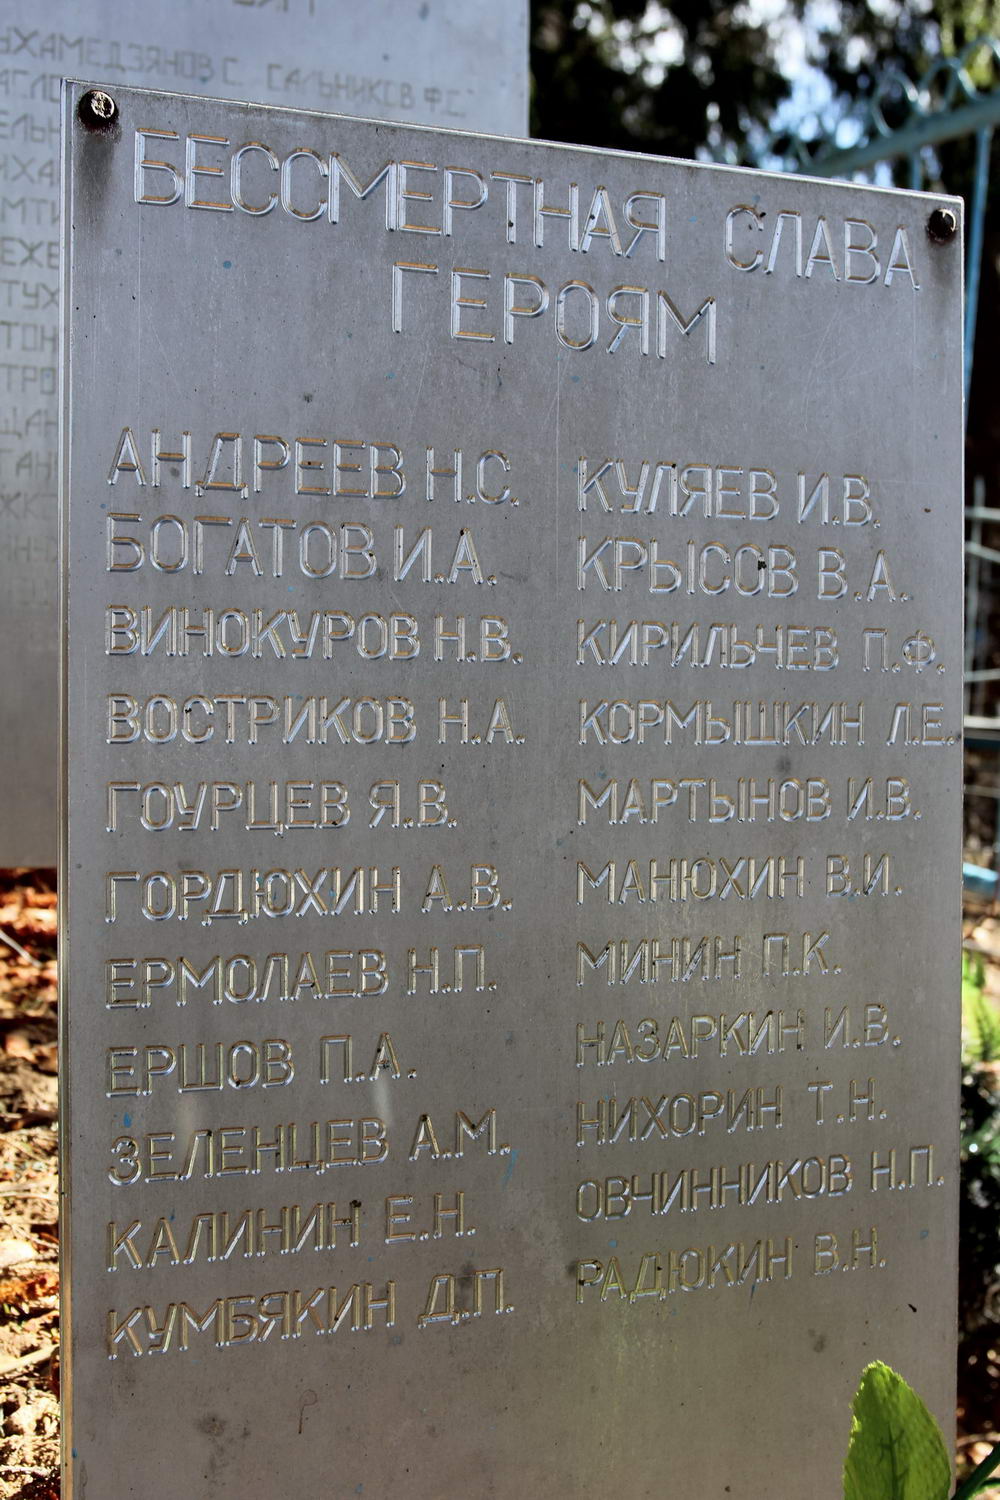 БЕССМЕРТНАЯ СЛАВА
ГЕРОЯМ
АНДРЕЕВ Н.С.
БОГАТОВ И.А.
ВИНОКУРОВ Н.В.
ВОСТРИКОВ Н.А.
ГОУРЦЕВ Я.В.
ГОРДЮХИН А.В.
ЕРМОЛАЕВ Н.П.
ЕРШОВ П.А.
ЗЕЛЕНЦЕВ А.М.
КАЛИНИН Е.Н.
КУМБЯКИН Д.П.
КУЛЯЕВ И.В.
КРЫСОВ В.А.
КИРИЛЬЧЕВ П.Ф.
КОРМЫШКИН Л.Е.
МАРТЫНОВ И.В.
МАНЮХИН В.И.
МИНИН П.К.
НАЗАРКИН И.В.
НИХОРИН Т.Н.
ОВЧИННИКОВ Н.П.
РАДЮКИН В.Н.
САЛЬНИКОВ